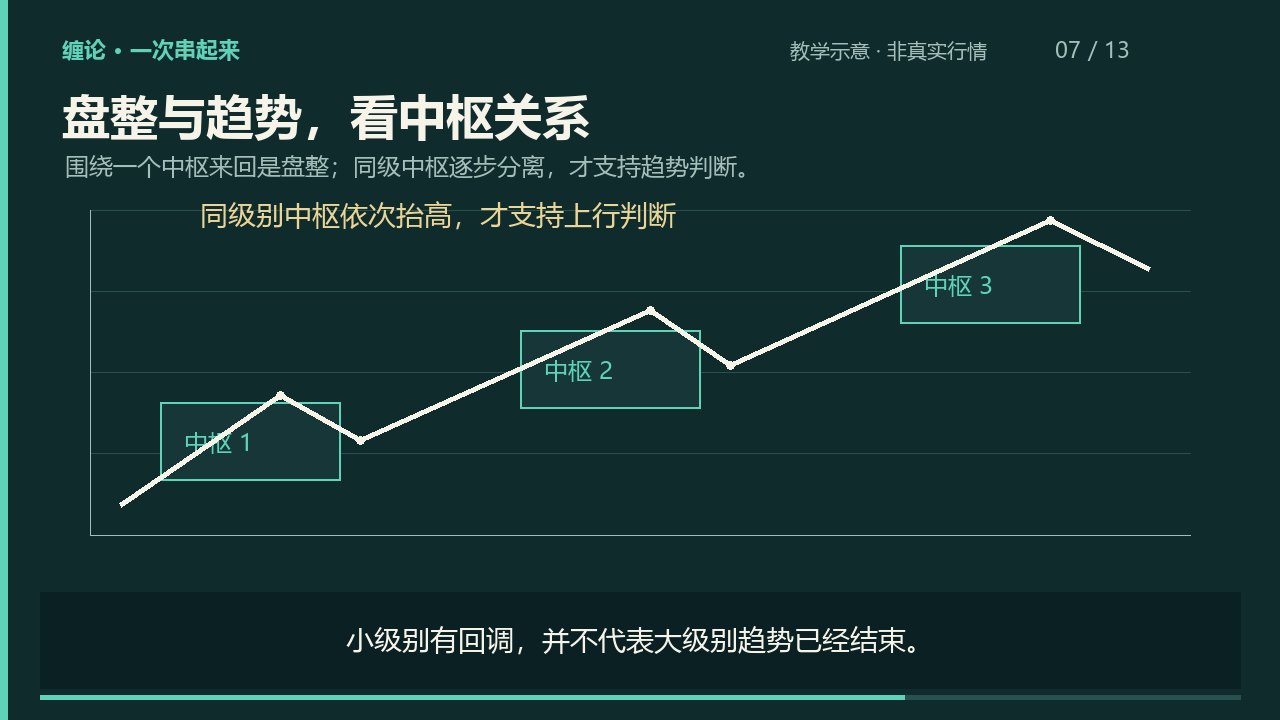 缠论 · 一次串起来
教学示意 · 非真实行情
07 / 13
盘整与趋势，看中枢关系
围绕一个中枢来回是盘整；同级中枢逐步分离，才支持趋势判断。
同级别中枢依次抬高，才支持上行判断
中枢 3
中枢 2
中枢 1
小级别有回调，并不代表大级别趋势已经结束。